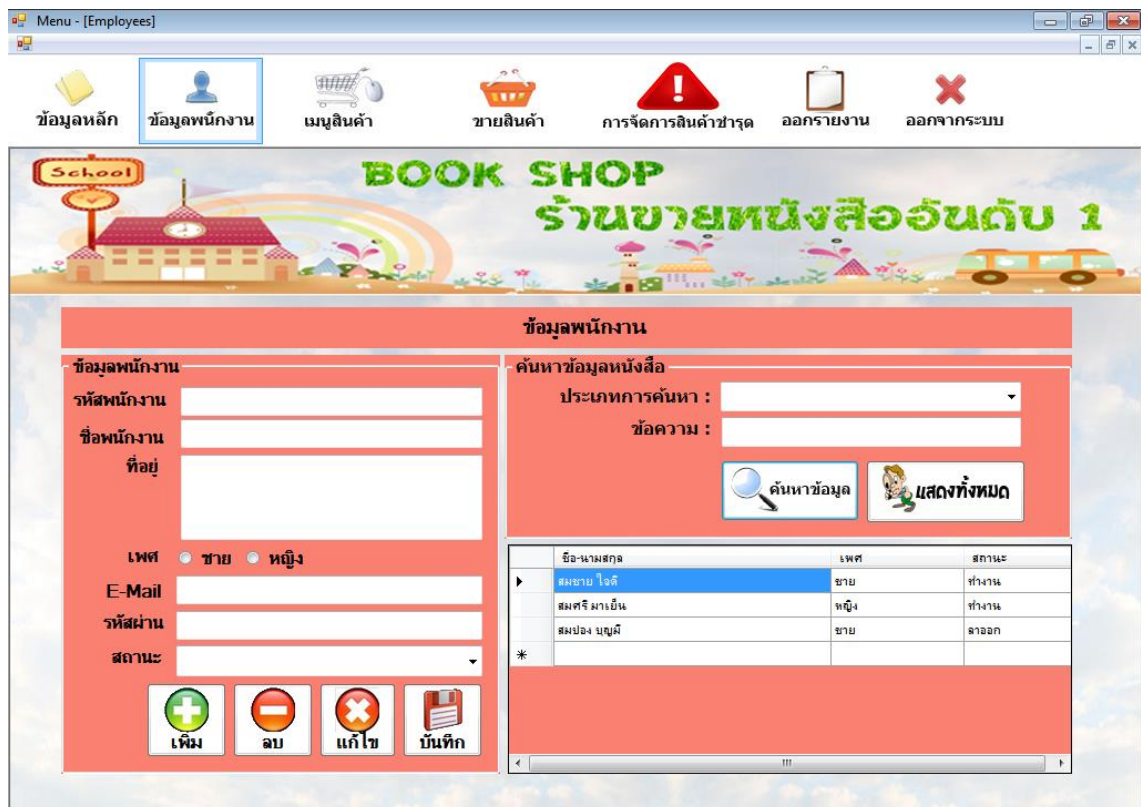 Menu - [Employees]
ข้อมูลหลัก
ข้อมูลพนักงาน
เมนูสินค้า
ขายสินค้า
การจัดการสินค้าชำรุด
ออกรายงาน
ออกจากระบบ
School
BOOK SHOP
ร้านขายหนังสืออันดับ 1
ข้อมูลพนักงาน
ข้อมูลพนักงาน
รหัสพนักงาน
ชื่อพนักงาน
ที่อยู่
เพศ ชาย หญิง
E-Mail
รหัสผ่าน
สถานะ
เพิ่ม ลบ แก้ไข บันทึก
ค้นหาข้อมูลหนังสือ
ประเภทการค้นหา :
ข้อความ :
ค้นหาข้อมูล แสดงทั้งหมด
ชื่อ-นามสกุล เพศ สถานะ
สมชาย ใจดี ชาย ทำงาน
สมศรี มาเย็น หญิง ทำงาน
สมปอง บุญมี ชาย ลาออก